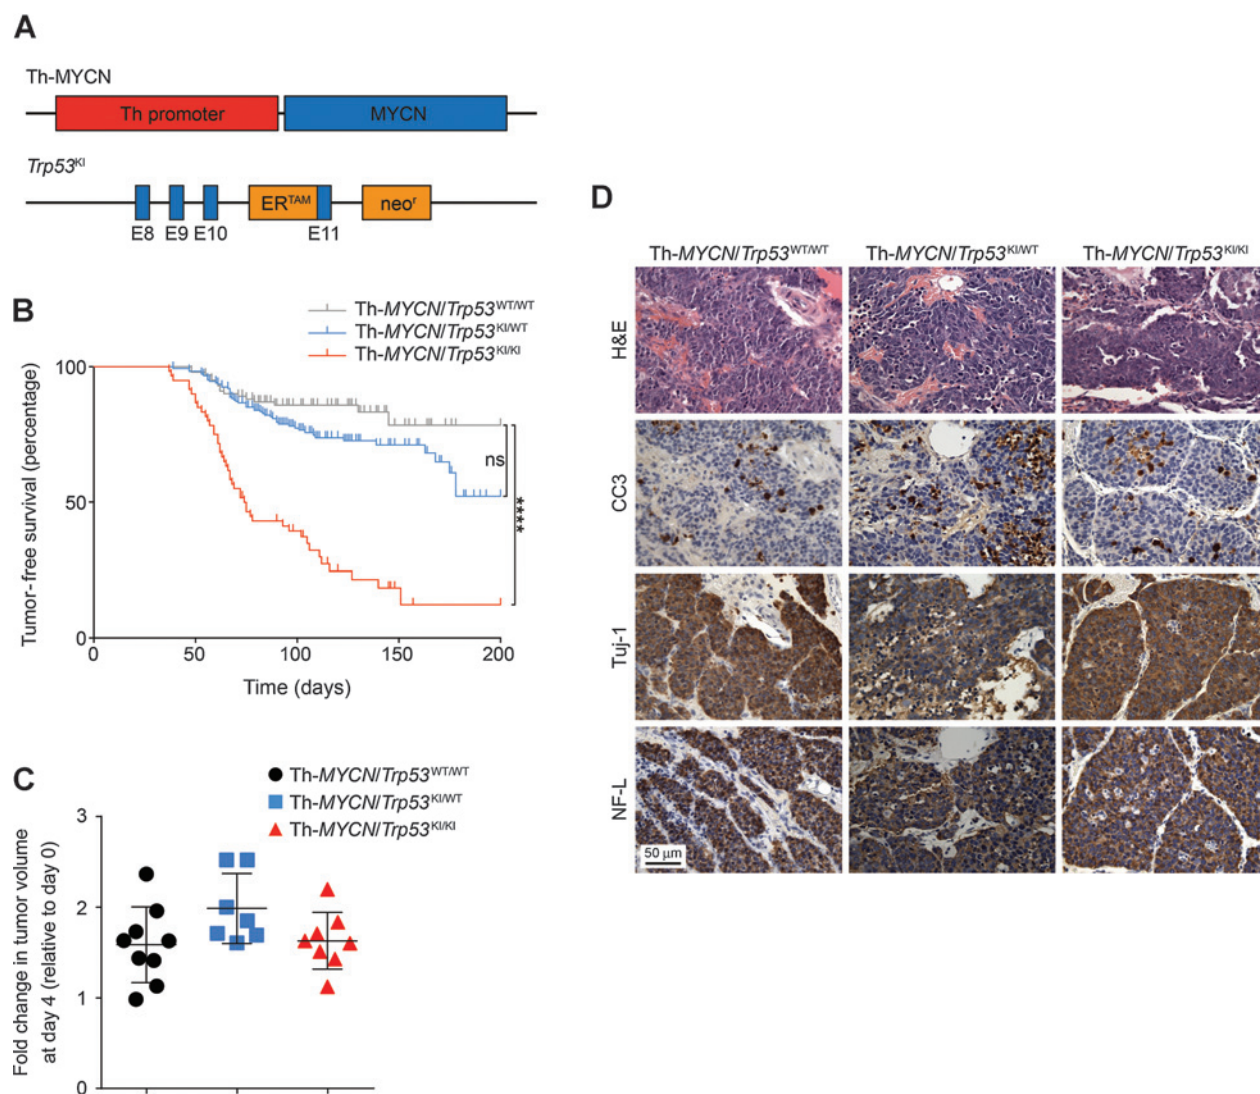 A
Th-MYCN
Th promoter MYCN
Trp53KI
ERTAM neor
E8 E9 E10 E11
B
Th-MYCN/Trp53WT/WT
Th-MYCN/Trp53KI/WT
Th-MYCN/Trp53KI/KI
Tumor-free survival (percentage)
100
50
0
ns
****
0 50 100 150 200
Time (days)
C
Th-MYCN/Trp53WT/WT
Th-MYCN/Trp53KI/WT
Th-MYCN/Trp53KI/KI
Fold change in tumor volume
at day 4 (relative to day 0)
3
2
1
0
D
Th-MYCN/Trp53WT/WT Th-MYCN/Trp53KI/WT Th-MYCN/Trp53KI/KI
H&E
CC3
Tuj-1
NF-L
50 μm